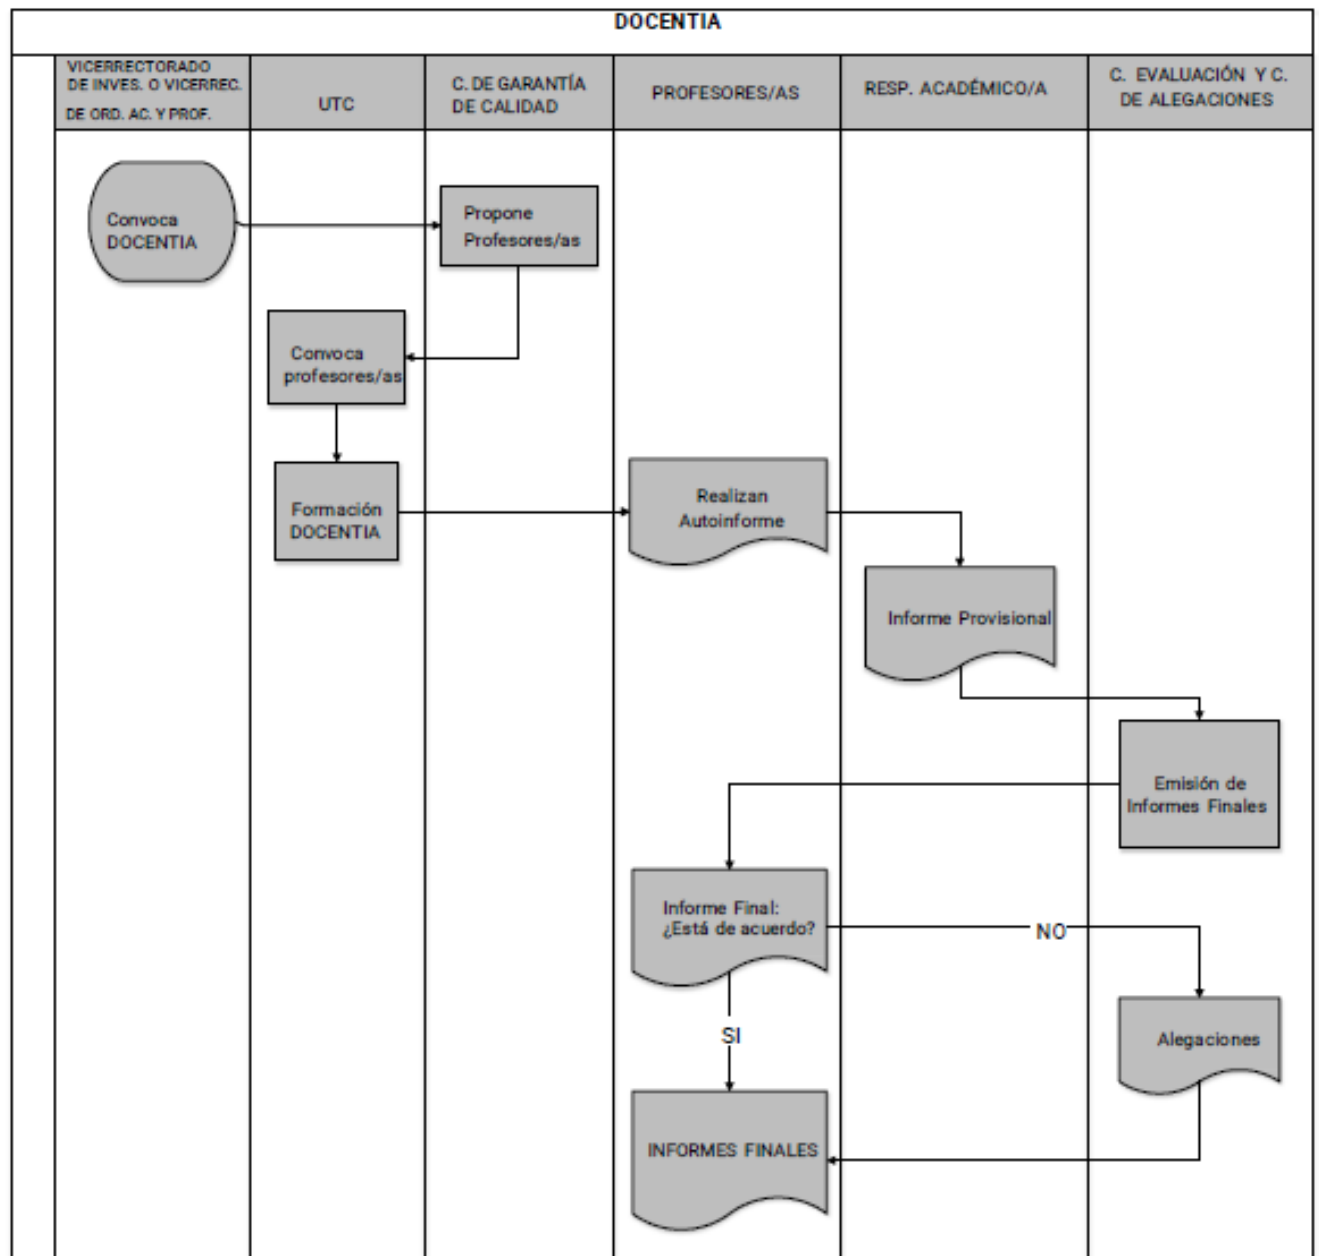 DOCENTIA
VICERRECTORADO
DE INVES. O VICERREC.
DE ORD. AC. Y PROF.
UTC
C. DE GARANTÍA
DE CALIDAD
PROFESORES/AS
RESP. ACADÉMICO/A
C. EVALUACIÓN Y C.
DE ALEGACIONES
Convoca
DOCENTIA
Propone
Profesores/as
Convoca
profesores/as
Formación
DOCENTIA
Realizan
Autoinforme
Informe Provisional
Emisión de
Informes Finales
Informe Final:
¿Está de acuerdo?
NO
SI
Alegaciones
INFORMES FINALES